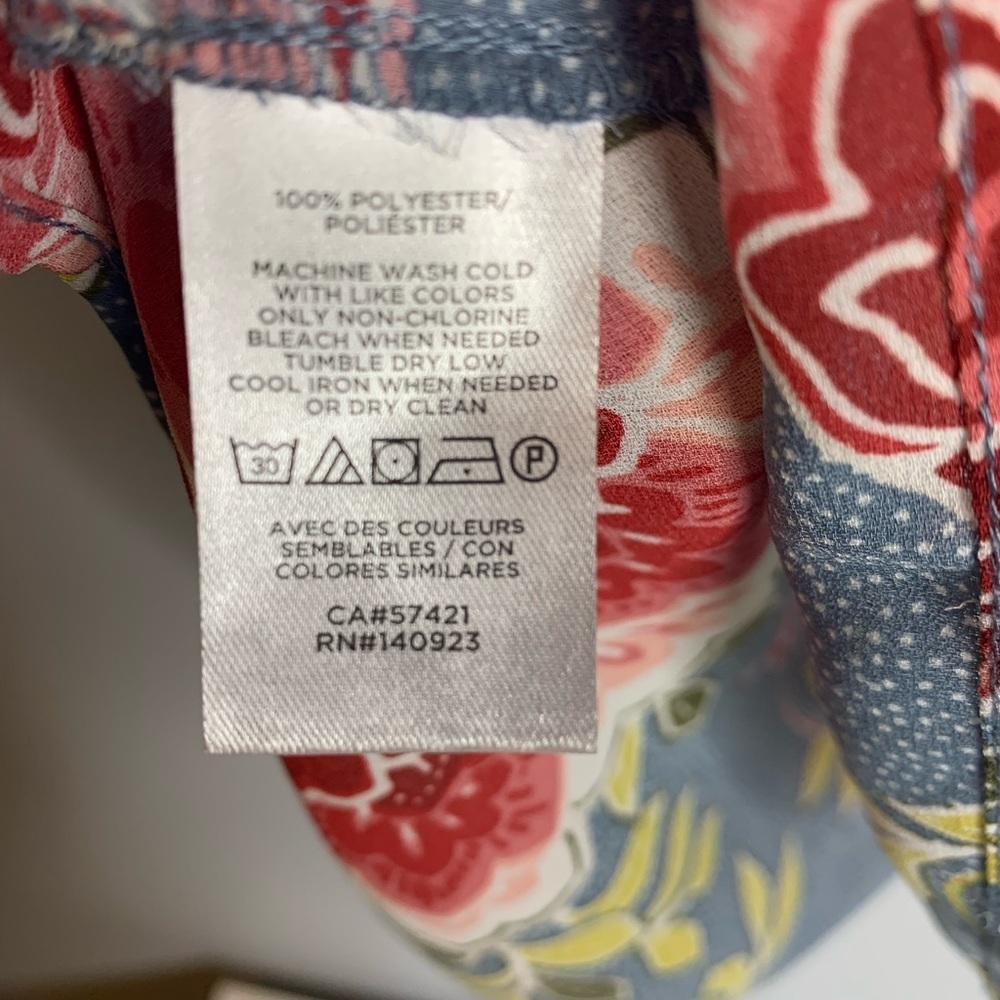 100% POLYESTER/
POLIÉSTER
MACHINE WASH COLD
WITH LIKE COLORS
ONLY NON-CHLORINE
BLEACH WHEN NEEDED
TUMBLE DRY LOW
COOL IRON WHEN NEEDED
OR DRY CLEAN
30 P
AVEC DES COULEURS
SEMBLABLES / CON
COLORES SIMILARES
CA#57421
RN#140923